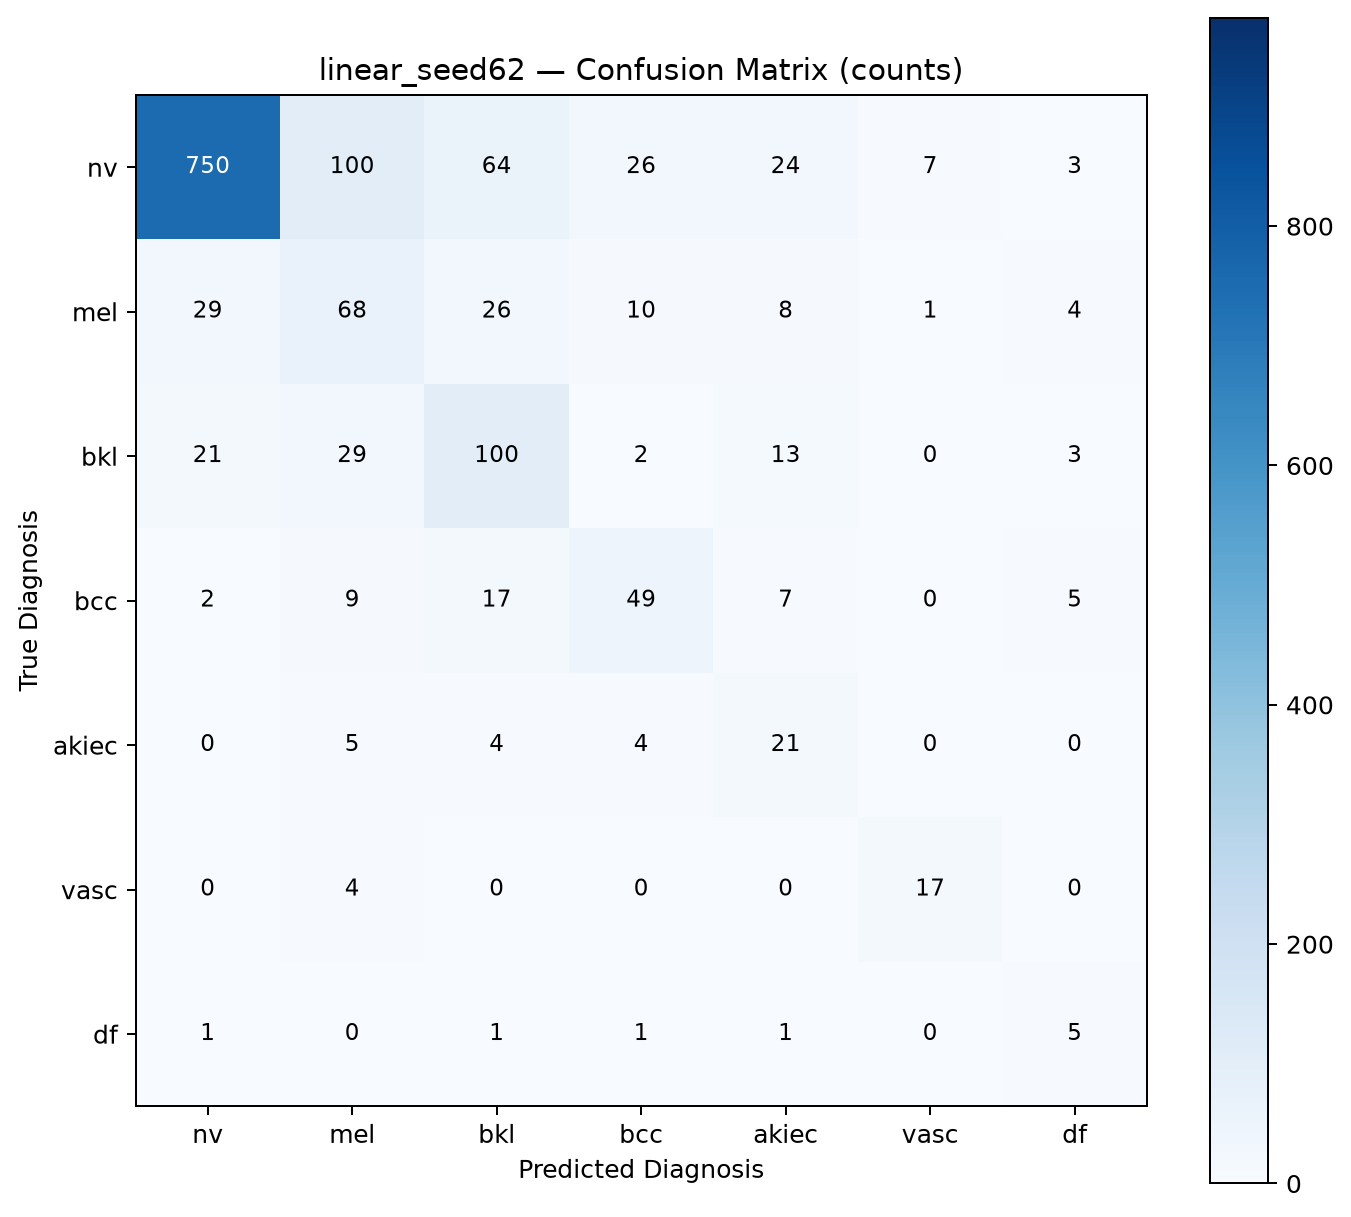 linear_seed62 — Confusion Matrix (counts)
nv 750 100 64 26 24 7 3
mel 29 68 26 10 8 1 4
bkl 21 29 100 2 13 0 3
bcc 2 9 17 49 7 0 5
akiec 0 5 4 4 21 0 0
vasc 0 4 0 0 0 17 0
df 1 0 1 1 1 0 5
nv mel bkl bcc akiec vasc df
Predicted Diagnosis
True Diagnosis
800
600
400
200
0